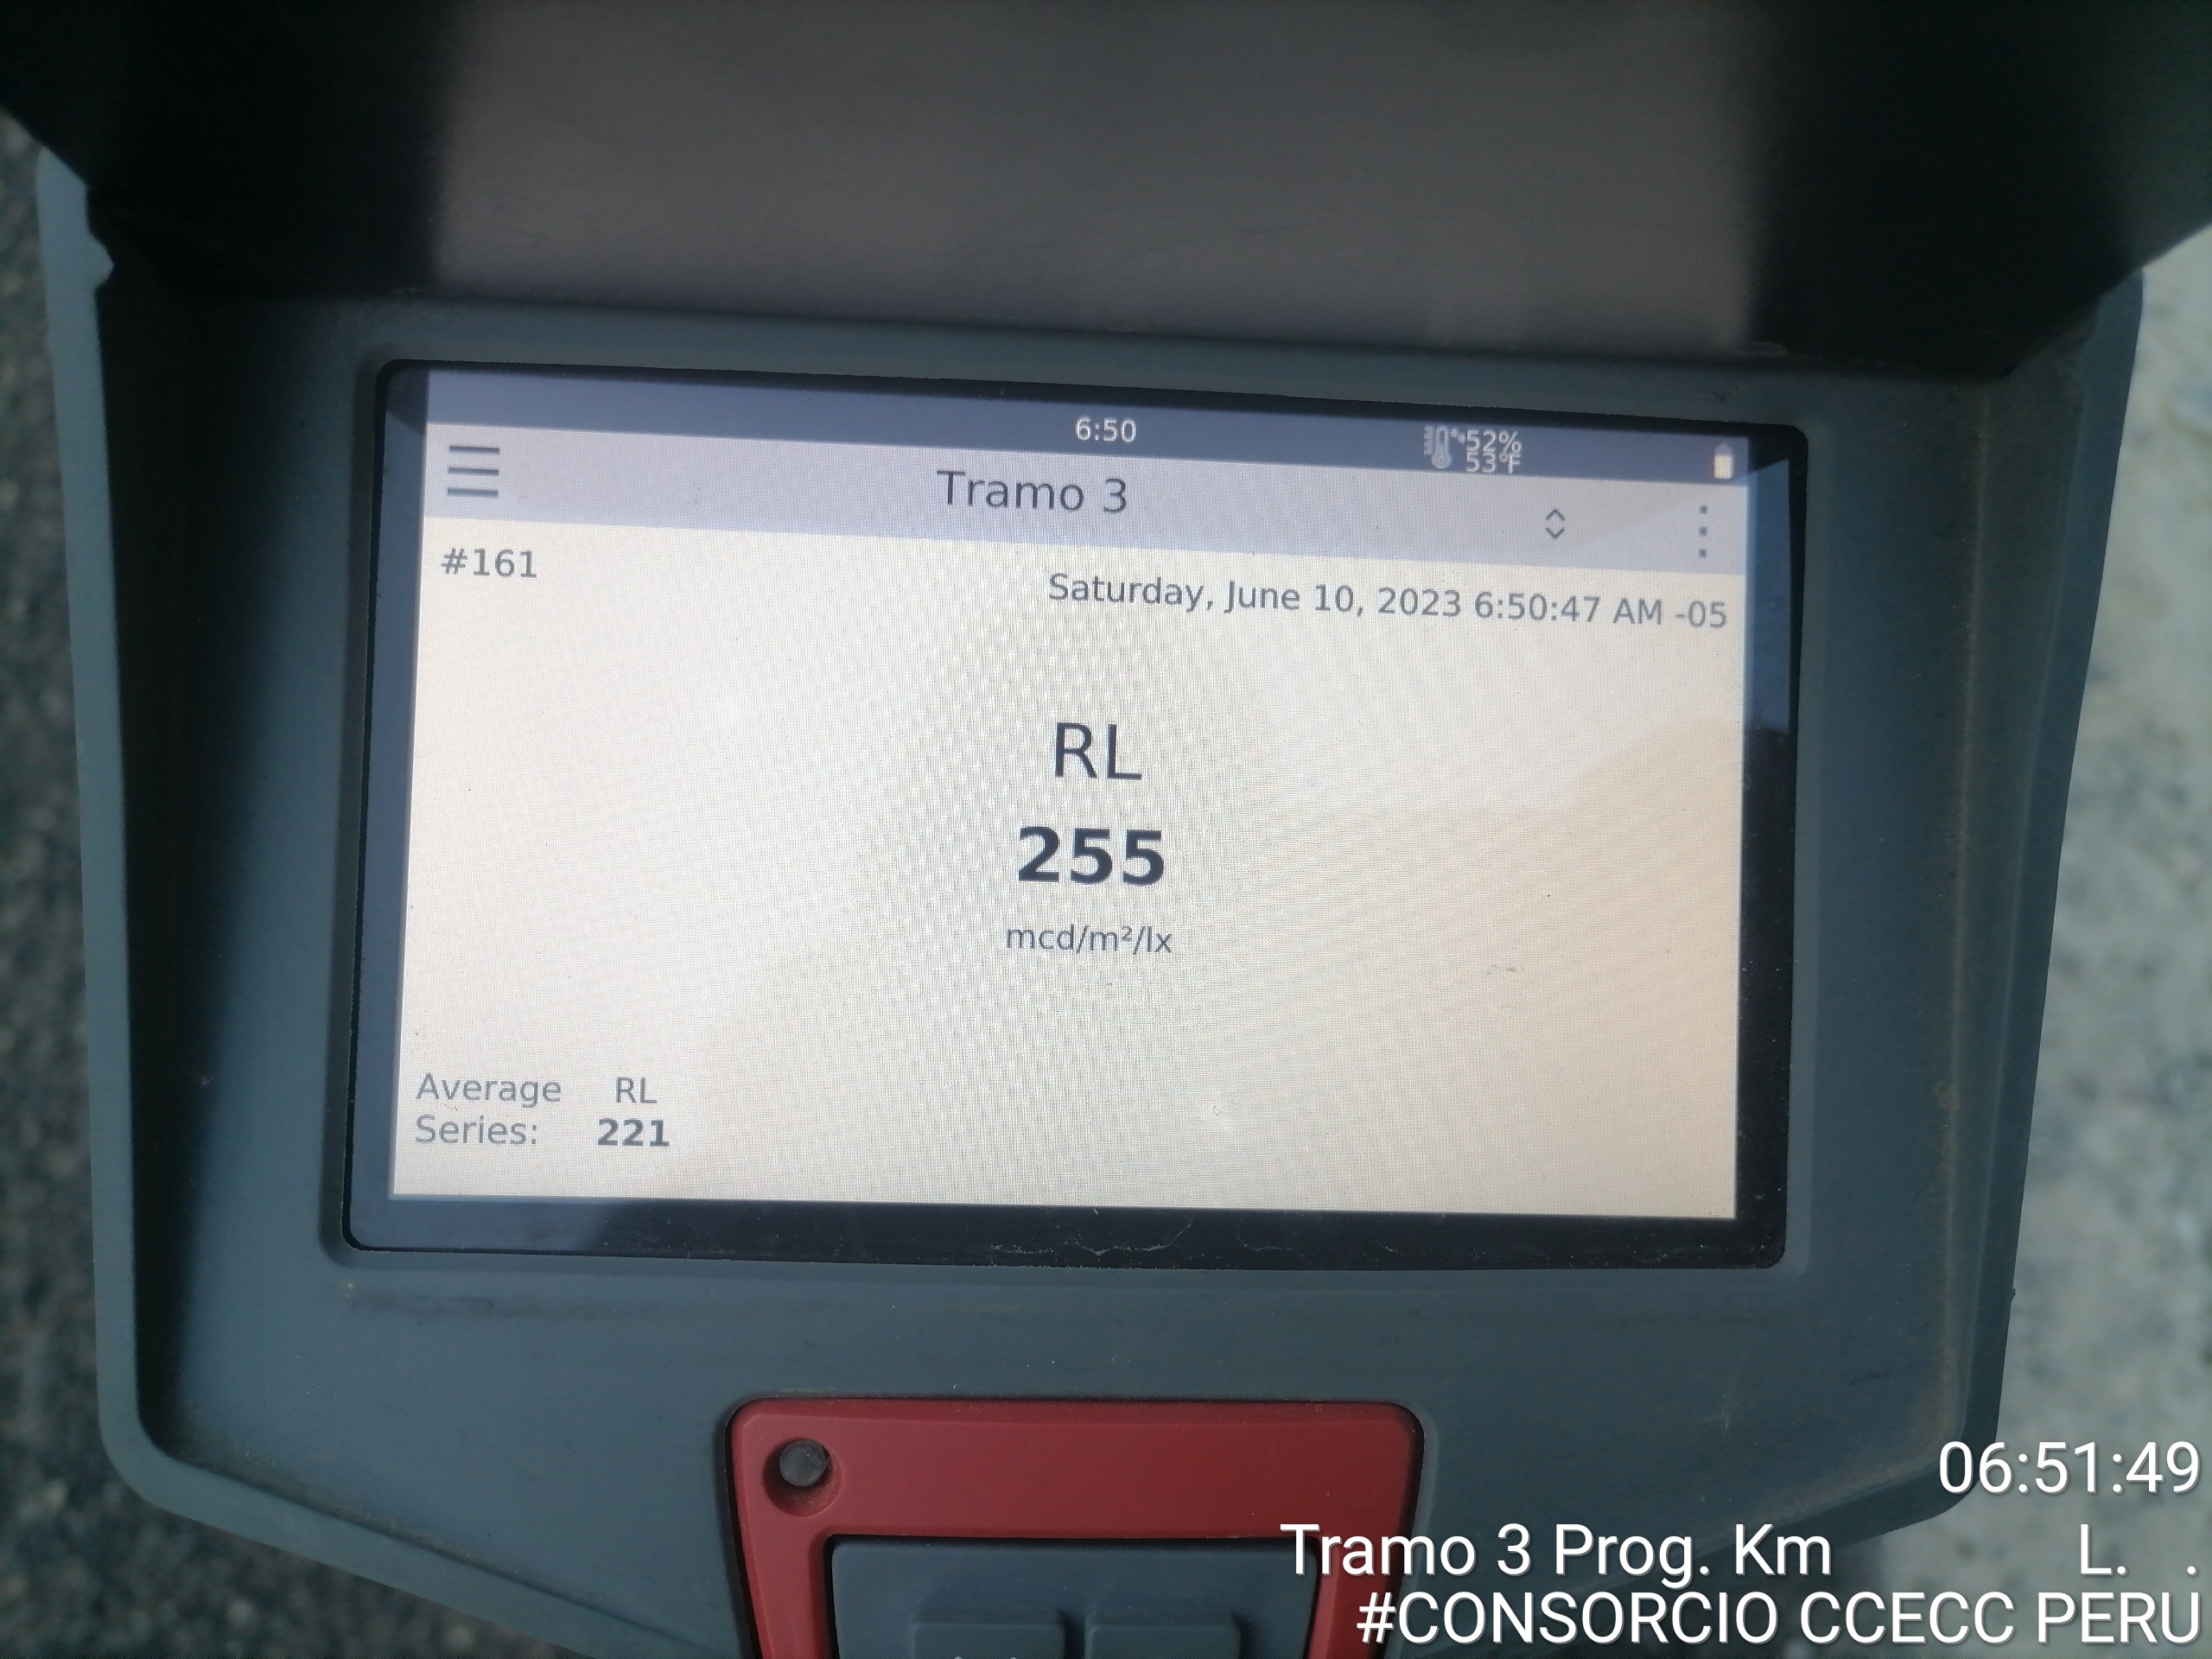 6:50
52%
53°F
Tramo 3
#161
Saturday, June 10, 2023 6:50:47 AM -05
RL
255
mcd/m²/lx
Average RL
Series: 221
06:51:49
Tramo 3 Prog. Km L. .
#CONSORCIO CCECC PERU